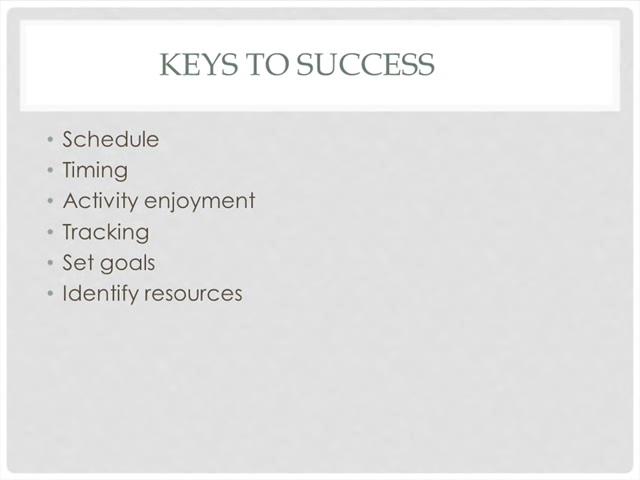 KEYS TO SUCCESS
• Schedule
• Timing
• Activity enjoyment
• Tracking
• Set goals
• Identify resources